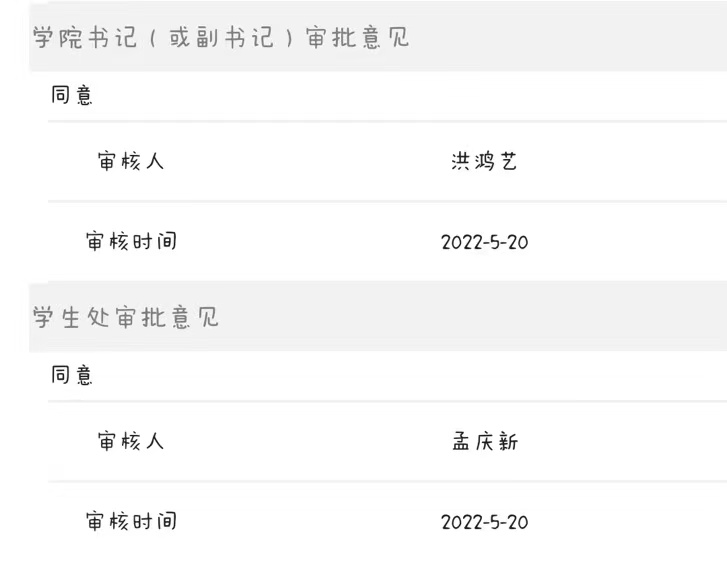 学院书记（或副书记）审批意见
同意
审核人 洪鸿艺
审核时间 2022-5-20
学生处审批意见
同意
审核人 孟庆新
审核时间 2022-5-20